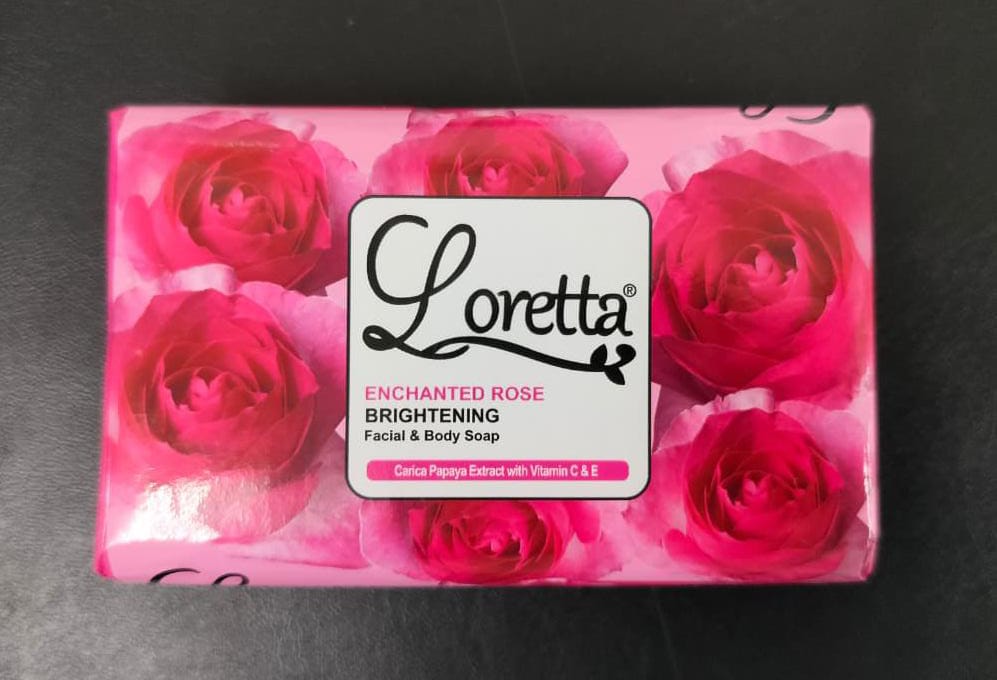 Loretta®
ENCHANTED ROSE
BRIGHTENING
Facial & Body Soap
Carica Papaya Extract with Vitamin C & E